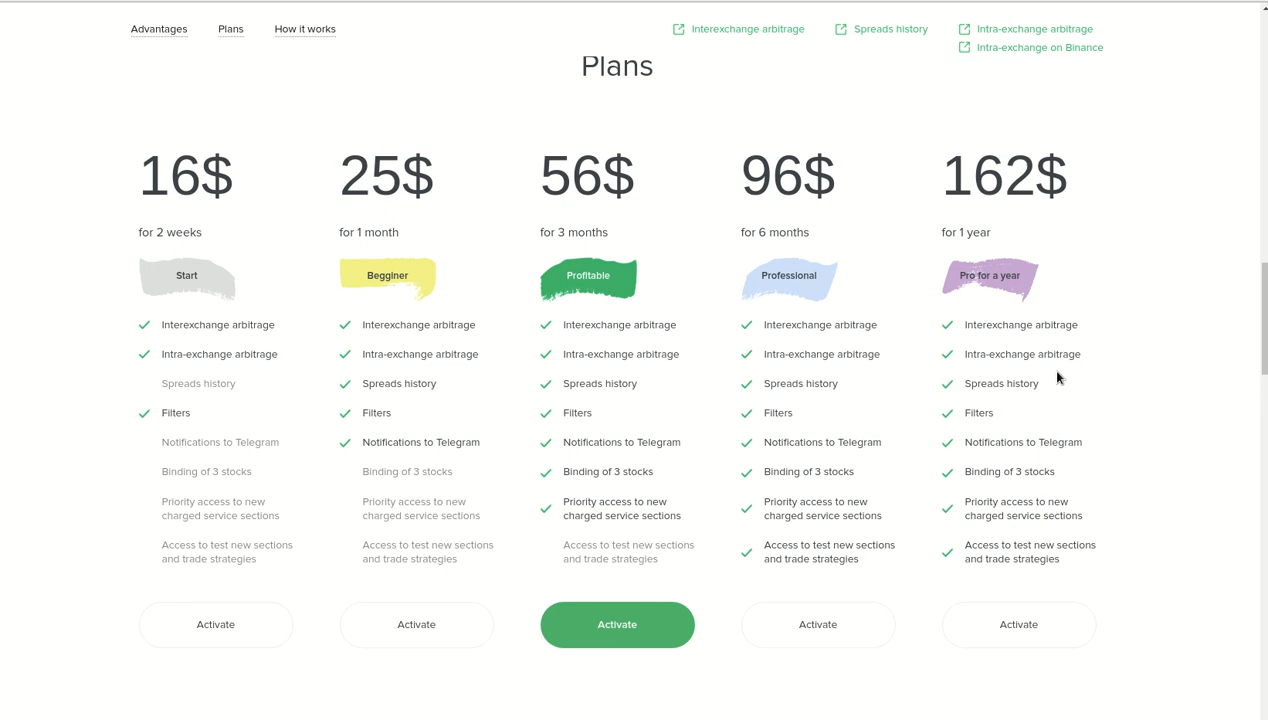 Advantages
Plans
How it works
Interexchange arbitrage
Spreads history
Intra-exchange arbitrage
Intra-exchange on Binance
Plans
16$
for 2 weeks
Start
Interexchange arbitrage
Intra-exchange arbitrage
Spreads history
Filters
Notifications to Telegram
Binding of 3 stocks
Priority access to new
charged service sections
Access to test new sections
and trade strategies
Activate
25$
for 1 month
Begginer
Interexchange arbitrage
Intra-exchange arbitrage
Spreads history
Filters
Notifications to Telegram
Binding of 3 stocks
Priority access to new
charged service sections
Access to test new sections
and trade strategies
Activate
56$
for 3 months
Profitable
Interexchange arbitrage
Intra-exchange arbitrage
Spreads history
Filters
Notifications to Telegram
Binding of 3 stocks
Priority access to new
charged service sections
Access to test new sections
and trade strategies
Activate
96$
for 6 months
Professional
Interexchange arbitrage
Intra-exchange arbitrage
Spreads history
Filters
Notifications to Telegram
Binding of 3 stocks
Priority access to new
charged service sections
Access to test new sections
and trade strategies
Activate
162$
for 1 year
Pro for a year
Interexchange arbitrage
Intra-exchange arbitrage
Spreads history
Filters
Notifications to Telegram
Binding of 3 stocks
Priority access to new
charged service sections
Access to test new sections
and trade strategies
Activate